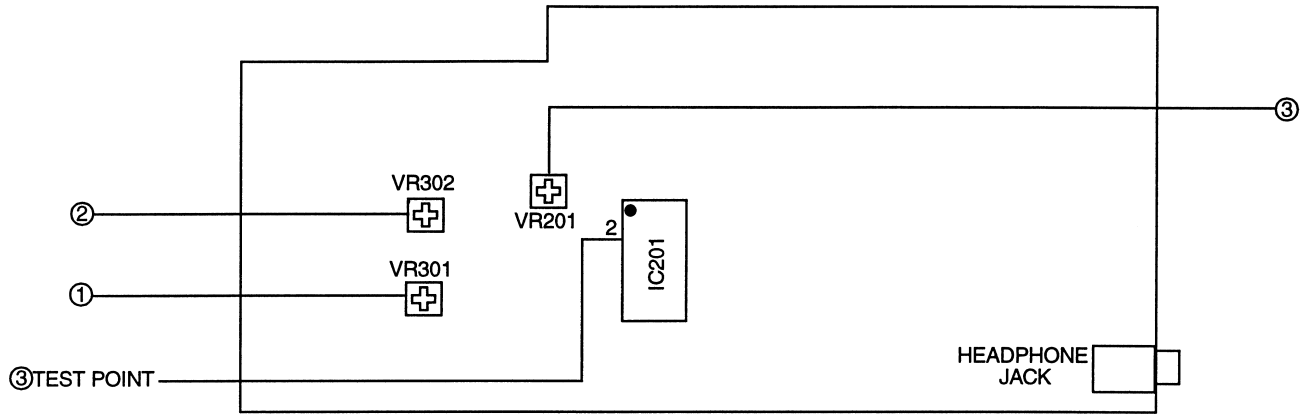 ③
VR302
②
VR201
2
IC201
VR301
①
③TEST POINT
HEADPHONE
JACK